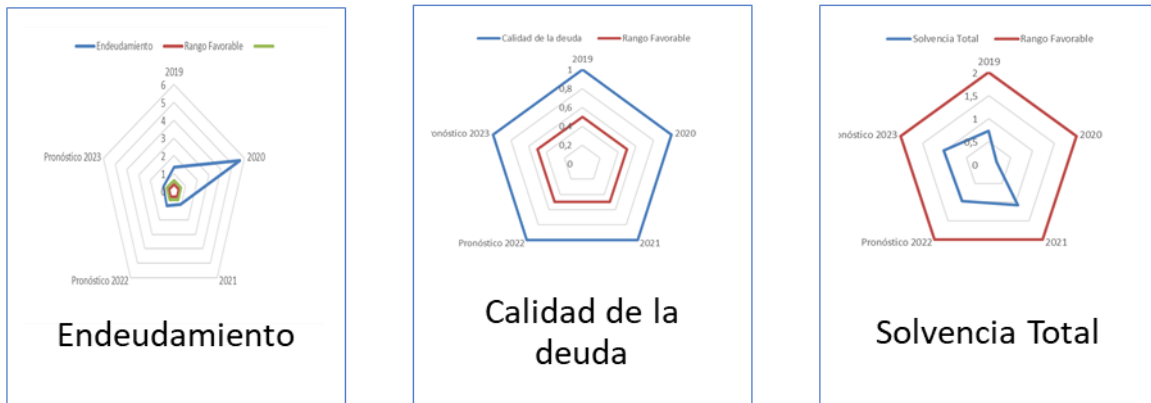 Endeudamiento Rango Favorable
2019
6
5
4
3
2
1
0
2020
2021
Pronóstico 2022
Pronóstico 2023
Endeudamiento
Calidad de la deuda Rango Favorable
2019
1
0,8
0,6
0,4
0,2
0
2020
2021
Pronóstico 2022
ronóstico 2023
Calidad de la
deuda
Solvencia Total Rango Favorable
2019
2
1,5
1
0,5
0
2020
2021
Pronóstico 2022
onóstico 2023
Solvencia Total